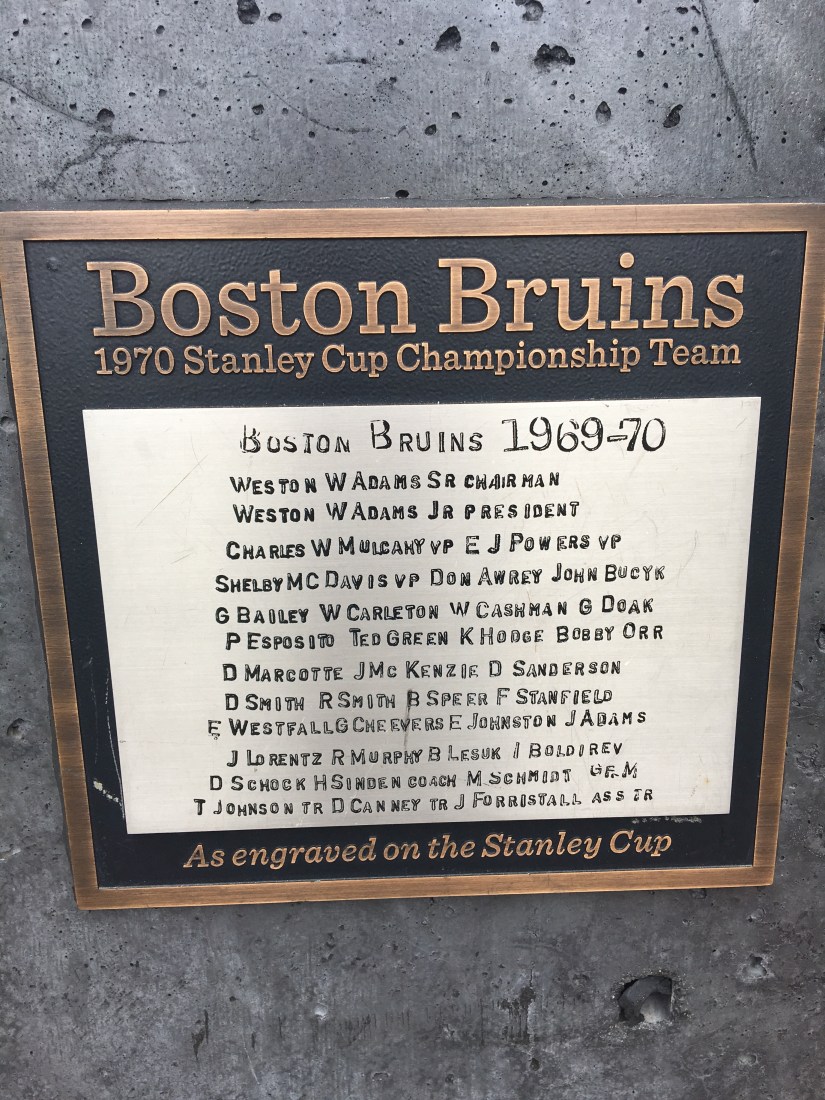 Boston Bruins
1970 Stanley Cup Championship Team
BOSTON BRUINS 1969-70
WESTON W ADAMS SR CHAIRMAN
WESTON W ADAMS JR PRESIDENT
CHARLES W MULCAHY VP E J POWERS VP
SHELBY MC DAVIS VP DON AWREY JOHN BUCYK
G BAILEY W CARLETON W CASHMAN G DOAK
P ESPOSITO TED GREEN K HODGE BOBBY ORR
D MARCOTTE J MC KENZIE D SANDERSON
D SMITH R SMITH B SPEER F STANFIELD
E WESTFALL G CHEEVERS E JOHNSTON J ADAMS
J LORENTZ R MURPHY B LESUK I BOLDIREV
D SCHOCK H SINDEN COACH M SCHMIDT G.M
T JOHNSON TR D CANNEY TR J FORRISTALL ASS TR
As engraved on the Stanley Cup